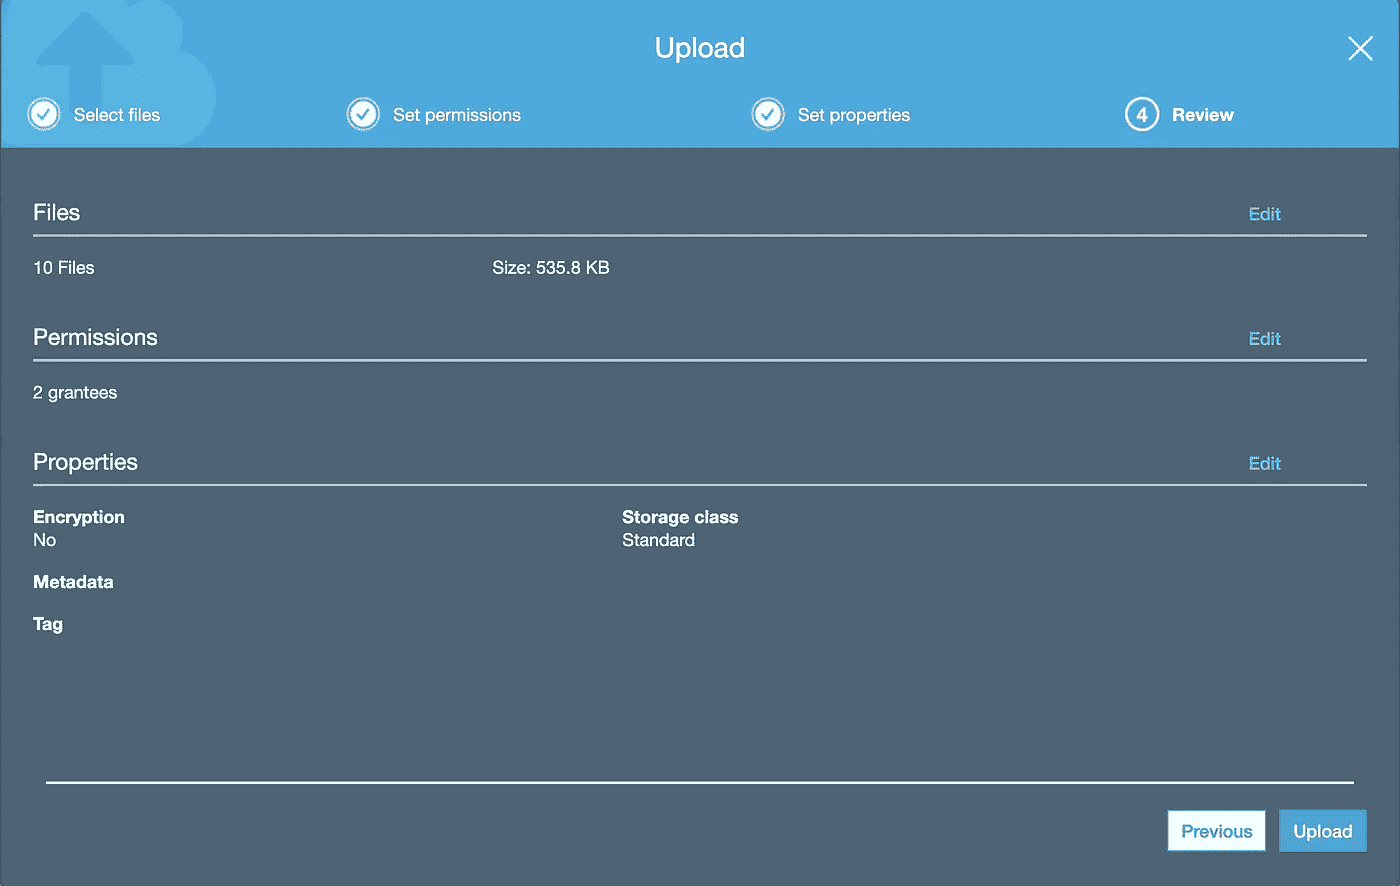 Upload
Select files
Set permissions
Set properties
4 Review
Files Edit
10 Files Size: 535.8 KB
Permissions Edit
2 grantees
Properties Edit
Encryption Storage class
No Standard
Metadata
Tag
Previous Upload